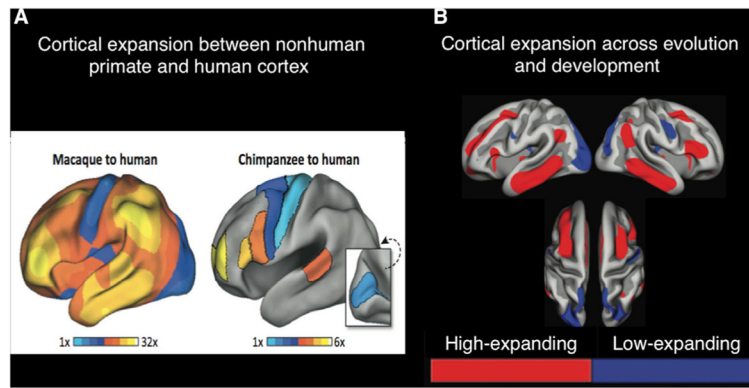 A
Cortical expansion between nonhuman
primate and human cortex
Macaque to human
Chimpanzee to human
1x
32x
1x
6x
B
Cortical expansion across evolution
and development
High-expanding
Low-expanding